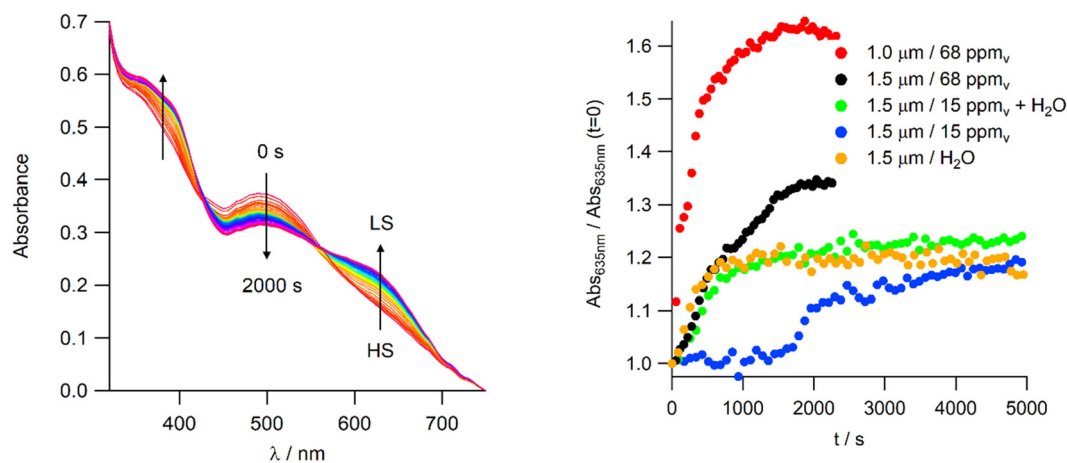 0.7
0.6
0.5
0.4
0.3
0.2
0.1
0.0
Absorbance
0 s
2000 s
LS
HS
400
500
600
700
λ / nm
1.6
1.5
1.4
1.3
1.2
1.1
1.0
Abs635nm / Abs635nm (t=0)
1.0 µm / 68 ppmv
1.5 µm / 68 ppmv
1.5 µm / 15 ppmv + H2O
1.5 µm / 15 ppmv
1.5 µm / H2O
0
1000
2000
3000
4000
5000
t / s